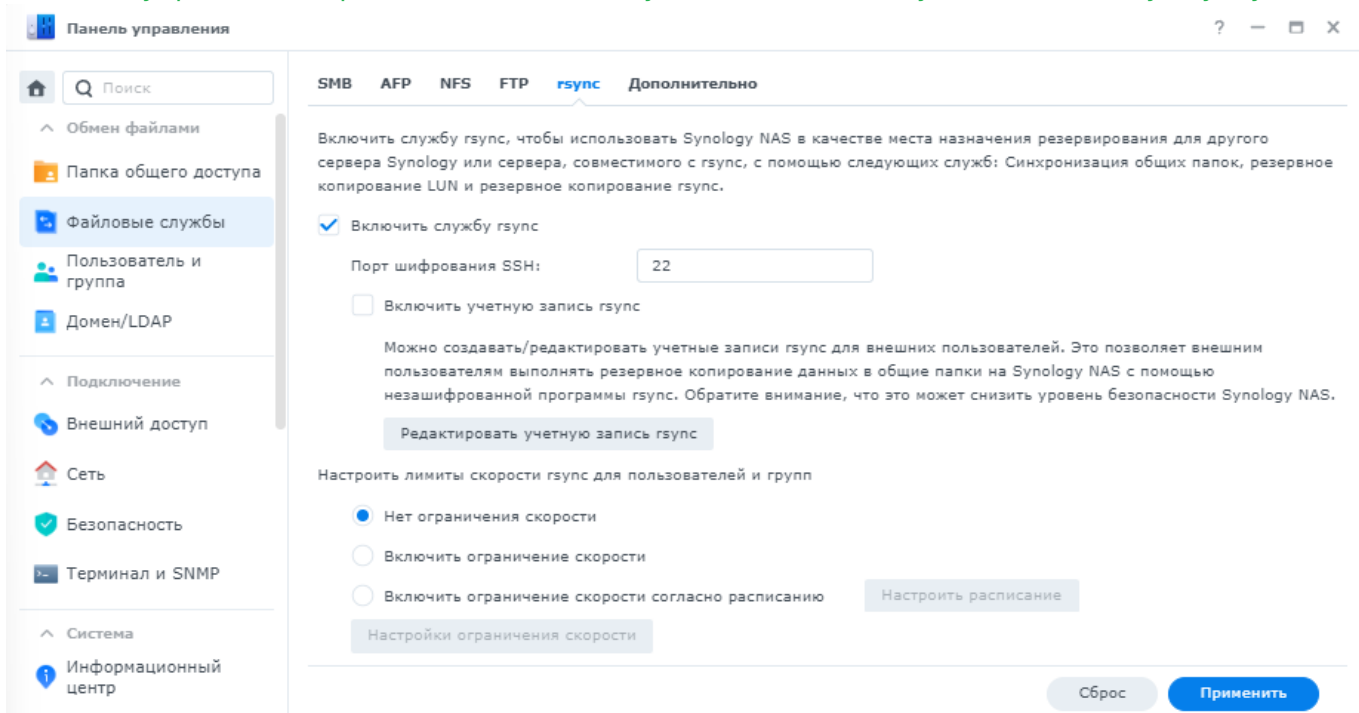 Панель управления
?
Поиск
Обмен файлами
Папка общего доступа
Файловые службы
Пользователь и
группа
Домен/LDAP
Подключение
Внешний доступ
Сеть
Безопасность
Терминал и SNMP
Система
Информационный
центр
SMB AFP NFS FTP rsync Дополнительно
Включить службу rsync, чтобы использовать Synology NAS в качестве места назначения резервирования для другого
сервера Synology или сервера, совместимого с rsync, с помощью следующих служб: Синхронизация общих папок, резервное
копирование LUN и резервное копирование rsync.
Включить службу rsync
Порт шифрования SSH: 22
Включить учетную запись rsync
Можно создавать/редактировать учетные записи rsync для внешних пользователей. Это позволяет внешним
пользователям выполнять резервное копирование данных в общие папки на Synology NAS с помощью
незашифрованной программы rsync. Обратите внимание, что это может снизить уровень безопасности Synology NAS.
Редактировать учетную запись rsync
Настроить лимиты скорости rsync для пользователей и групп
Нет ограничения скорости
Включить ограничение скорости
Включить ограничение скорости согласно расписанию Настроить расписание
Настройки ограничения скорости
Сброс Применить